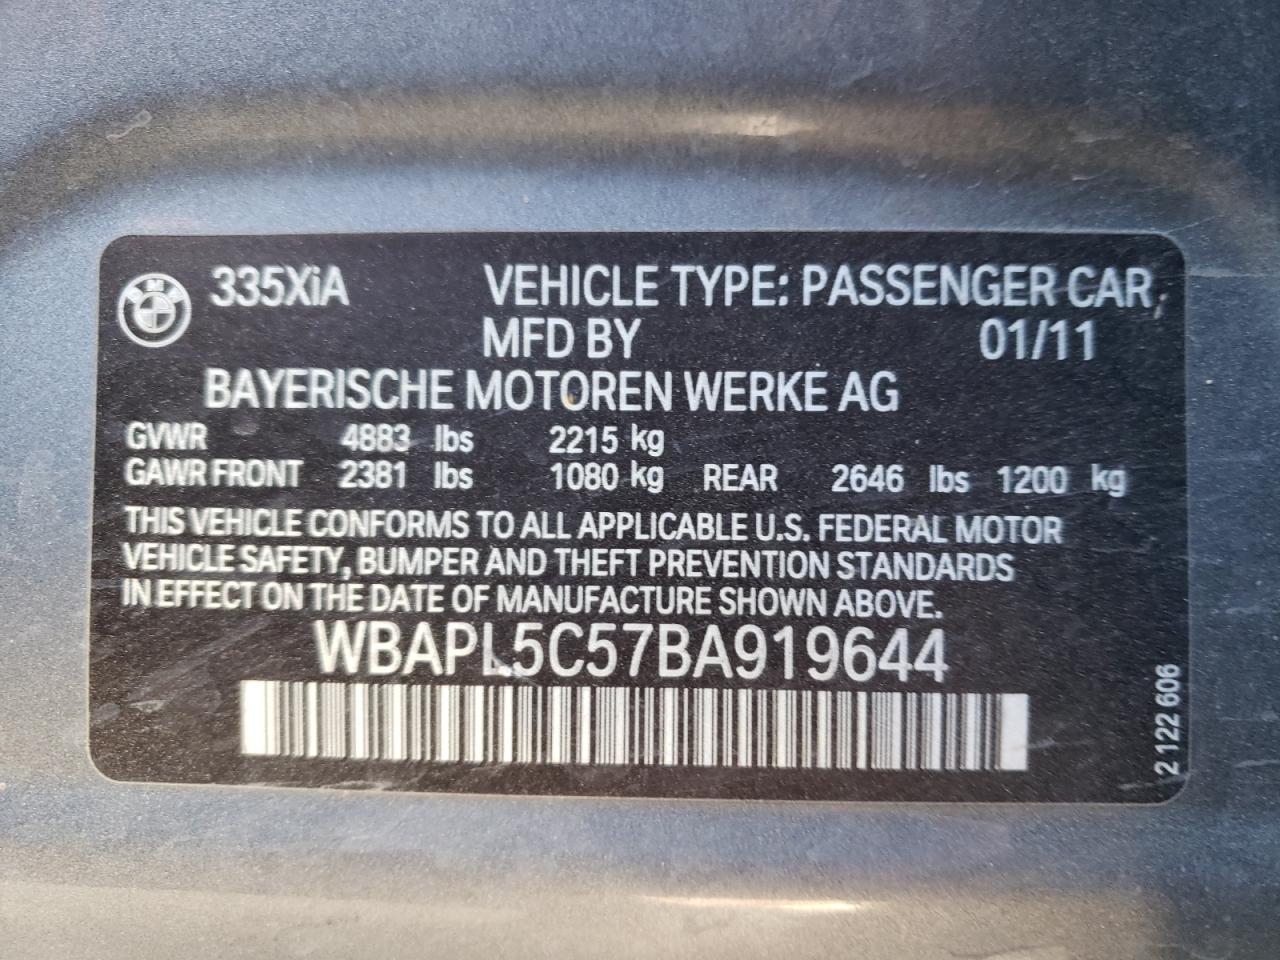 BMW 335XiA VEHICLE TYPE: PASSENGER CAR
MFD BY 01/11
BAYERISCHE MOTOREN WERKE AG
GVWR 4883 lbs 2215 kg
GAWR FRONT 2381 lbs 1080 kg REAR 2646 lbs 1200 kg
THIS VEHICLE CONFORMS TO ALL APPLICABLE U.S. FEDERAL MOTOR
VEHICLE SAFETY, BUMPER AND THEFT PREVENTION STANDARDS
IN EFFECT ON THE DATE OF MANUFACTURE SHOWN ABOVE.
WBAPL5C57BA919644
2 122 606